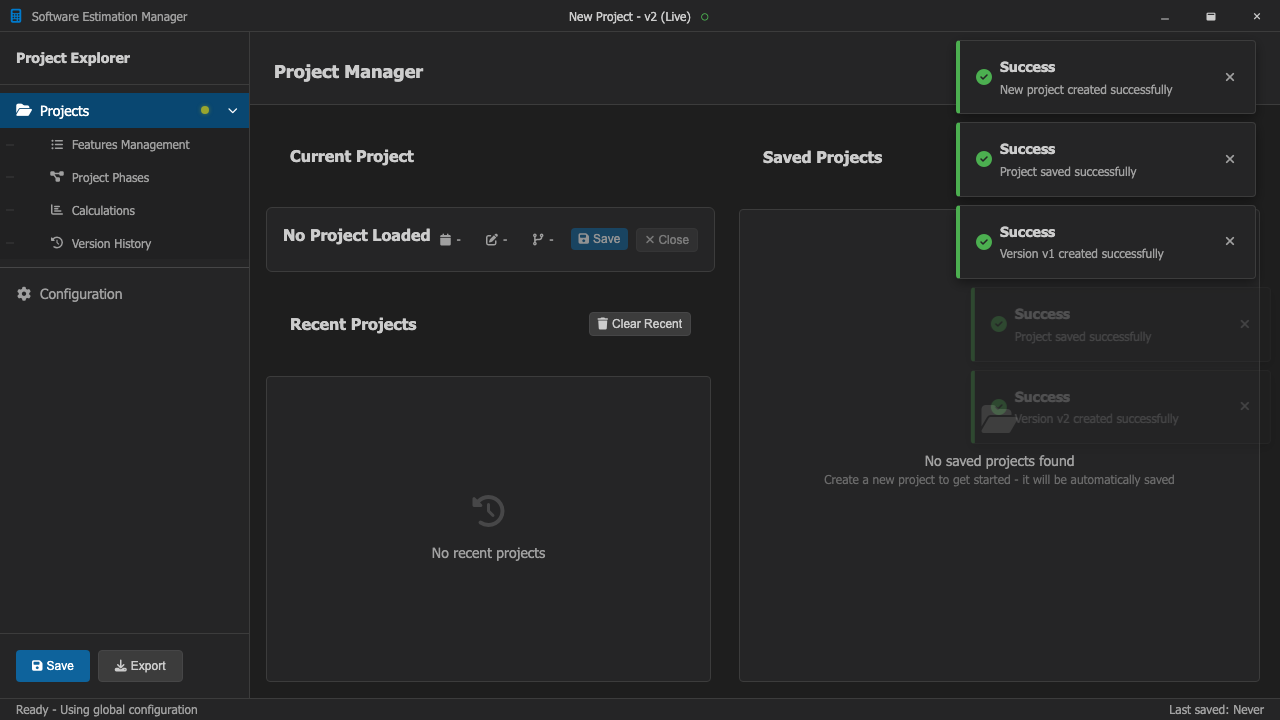 Software Estimation Manager
New Project - v2 (Live)
Project Explorer
Projects
Features Management
Project Phases
Calculations
Version History
Configuration
Save
Export
Project Manager
Current Project
No Project Loaded
-
-
-
Save
Close
Recent Projects
Clear Recent
No recent projects
Saved Projects
No saved projects found
Create a new project to get started - it will be automatically saved
Success
New project created successfully
Success
Project saved successfully
Success
Version v1 created successfully
Success
Project saved successfully
Success
Version v2 created successfully
Ready - Using global configuration
Last saved: Never